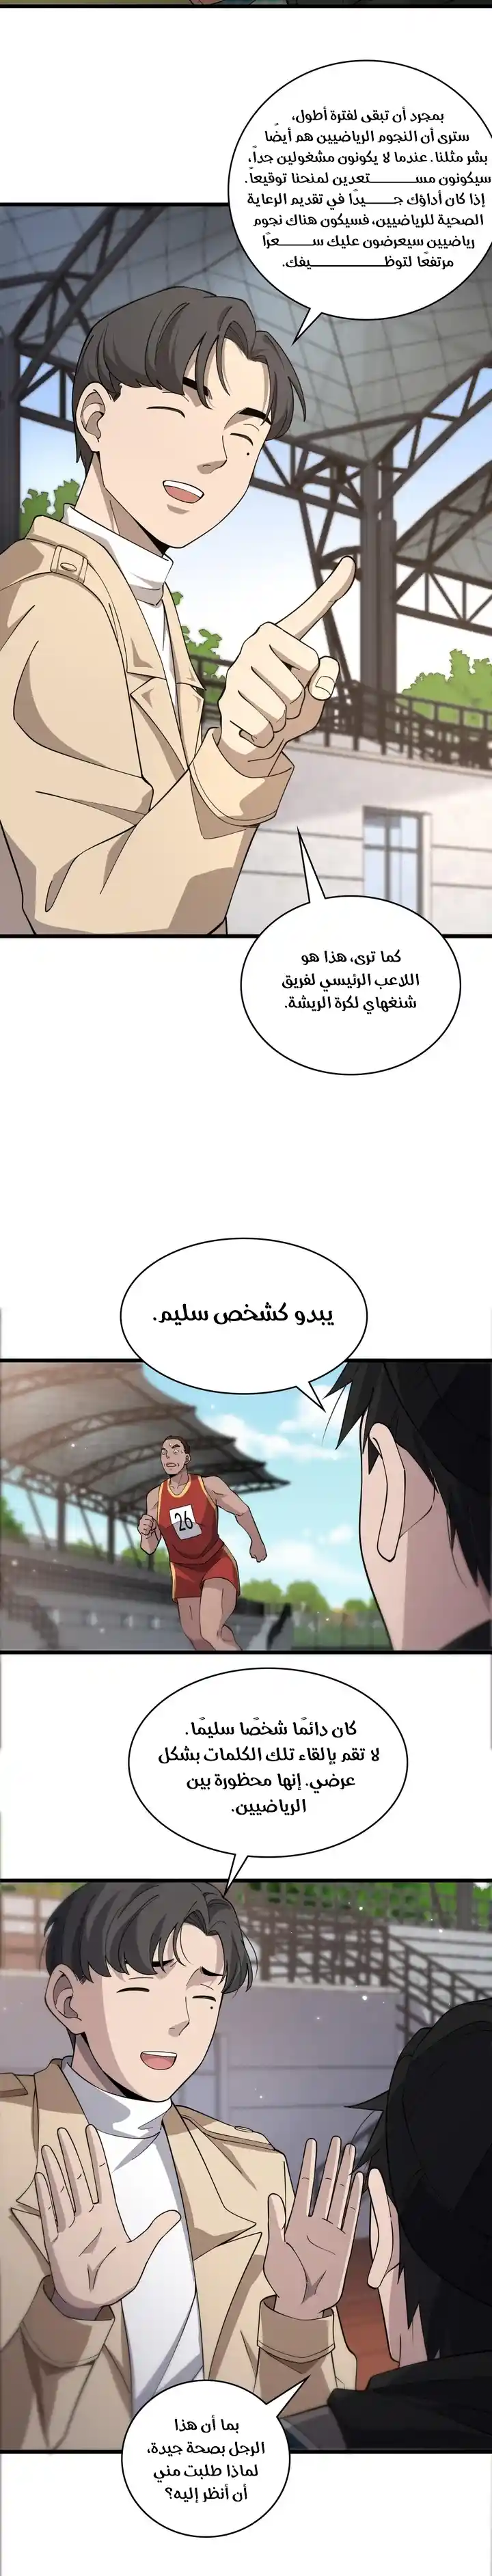 بمجرد أن تبقى لفترة أطول،
سترى أن النجوم الرياضيين هم أيضًا
بشر مثلنا. عندما لا يكونون مشغولين جداً،
سيكونون مســـــــــتعدين لمنحنا توقيعاً.
إذا كان أداؤك جـــــيدًا في تقديم الرعاية
الصحية للرياضيين، فسيكون هناك نجوم
رياضيين سيعرضون عليك ســـــعرًا
مرتفعًا لتوظـــــــــــــــيفك.
كما ترى، هذا هو
اللاعب الرئيسي لفريق
شنغهاي لكرة الريشة.
يبدو كشخص سليم.
26
كان دائمًا شخصًا سليمًا.
لا تقم بإلقاء تلك الكلمات بشكل
عرضي. إنها محظورة بين
الرياضيين.
بما أن هذا
الرجل بصحة جيدة،
لماذا طلبت مني
أن أنظر إليه؟